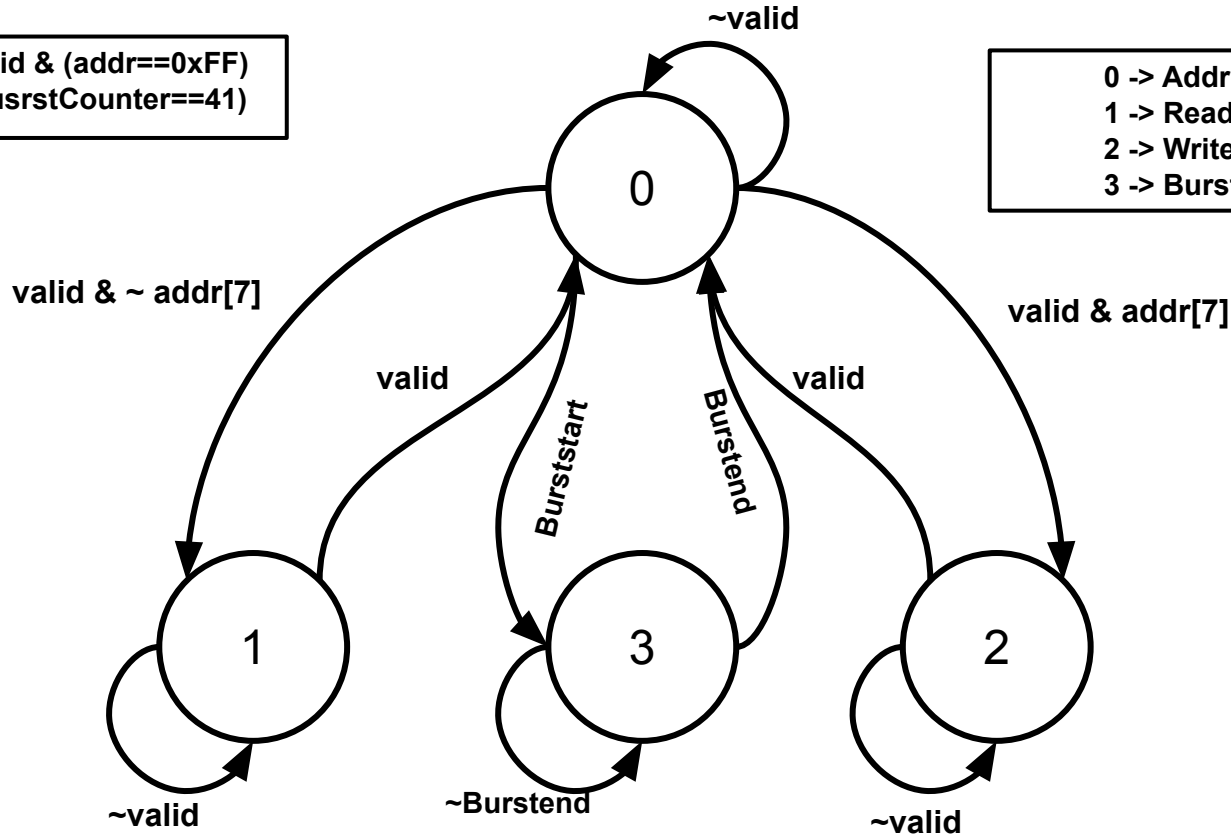 ~valid
id & (addr==0xFF)
usrstCounter==41)
0 -> Addr
1 -> Read
2 -> Write
3 -> Burst
0
valid & ~ addr[7]
valid & addr[7]
valid
valid
Burststart
Burstend
1
3
2
~valid
~Burstend
~valid